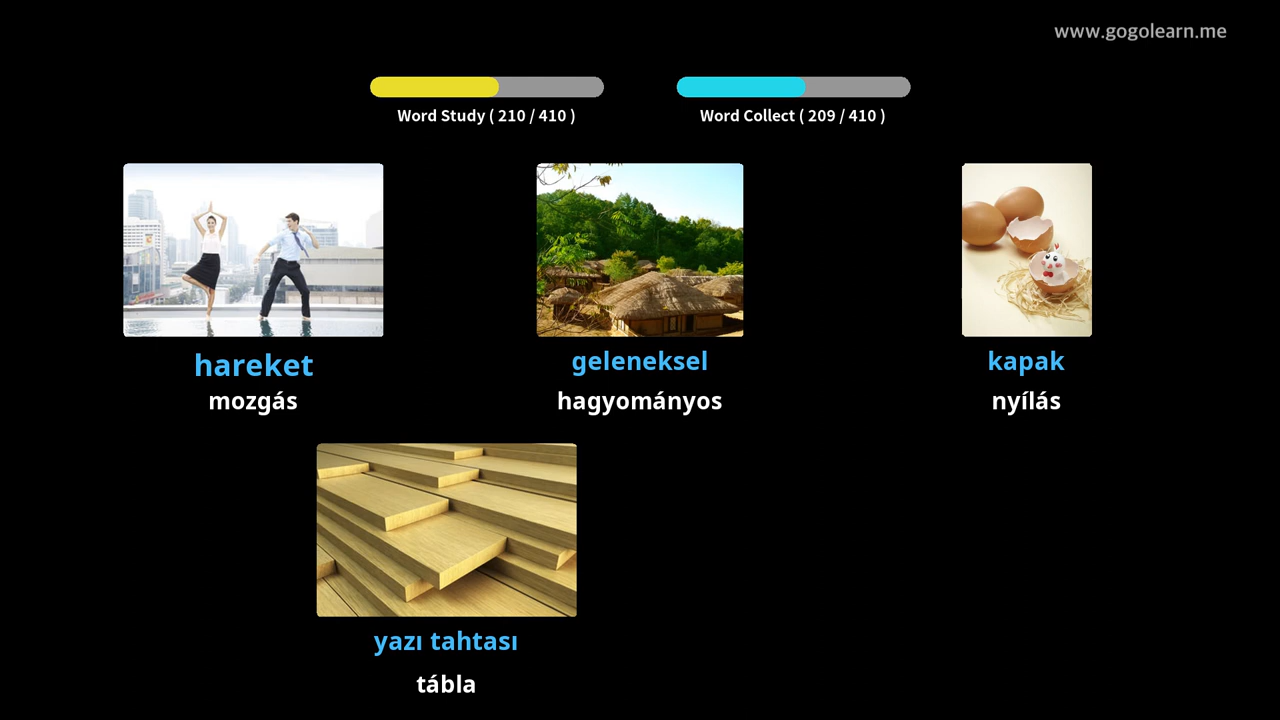 www.gogolearn.me
Word Study ( 210 / 410 )
Word Collect ( 209 / 410 )
hareket
mozgás
geleneksel
hagyományos
kapak
nyílás
yazı tahtası
tábla